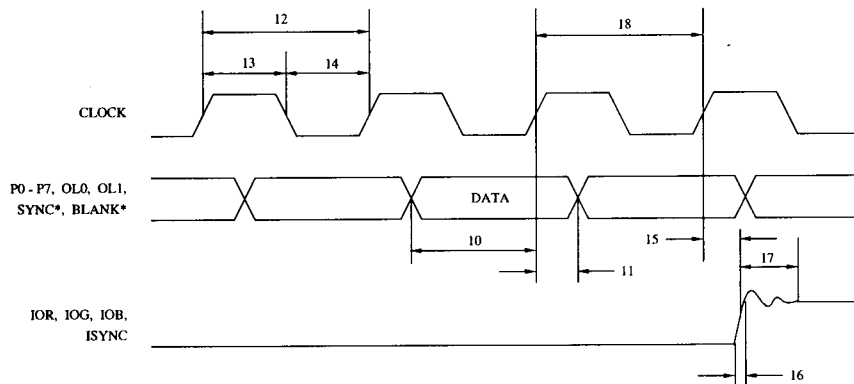 12
18
13
14
CLOCK
P0 - P7, OL0, OL1,
SYNC*, BLANK*
DATA
10
15
17
11
IOR, IOG, IOB,
ISYNC
16